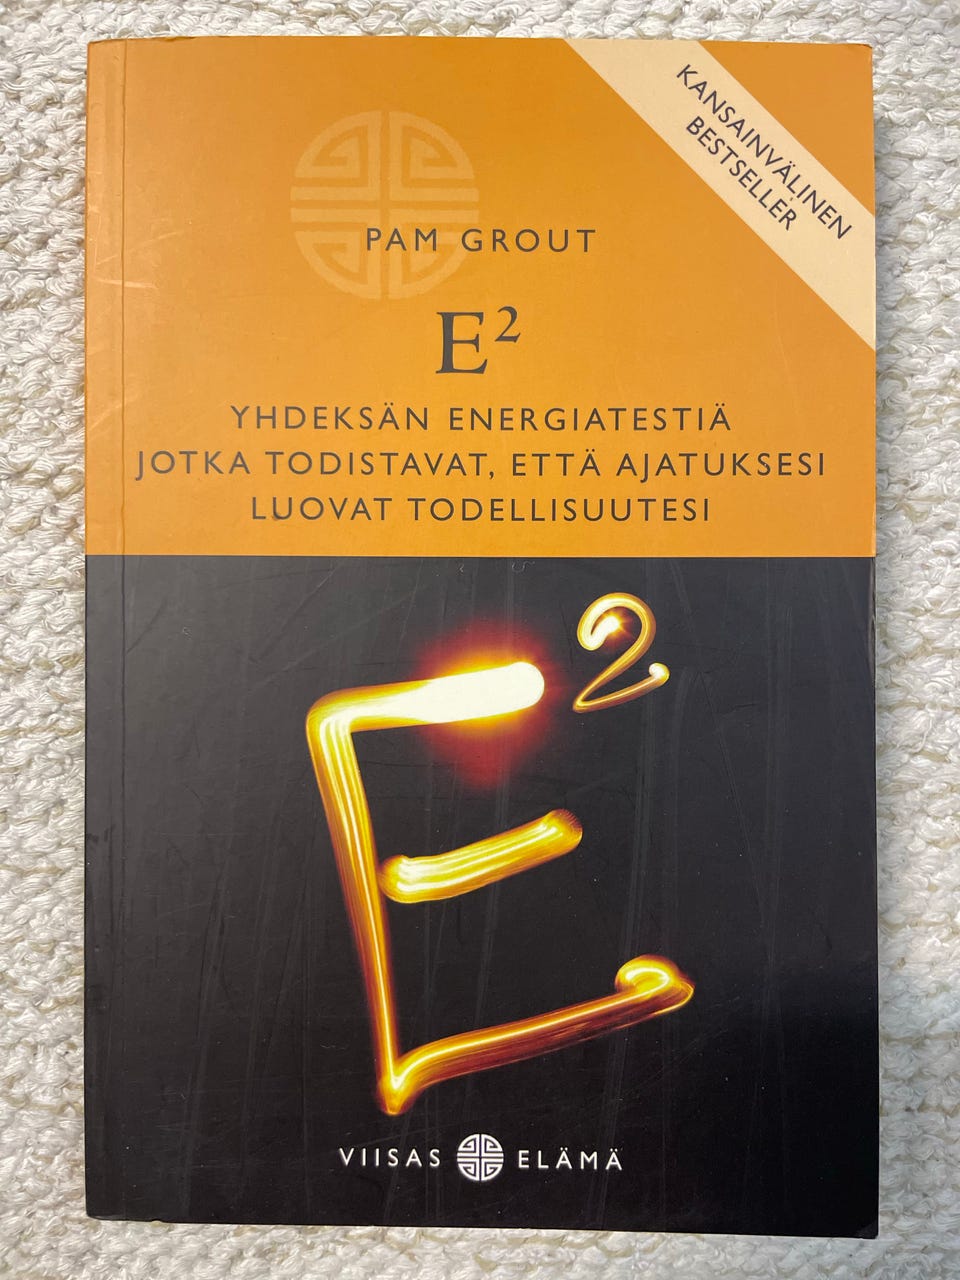 KANSAINVÄLINEN
BESTSELLER
PAM GROUT
E²
YHDEKSÄN ENERGIATESTIÄ
JOTKA TODISTAVAT, ETTÄ AJATUKSESI
LUOVAT TODELLISUUTESI
E²
VIISAS ELÄMÄ